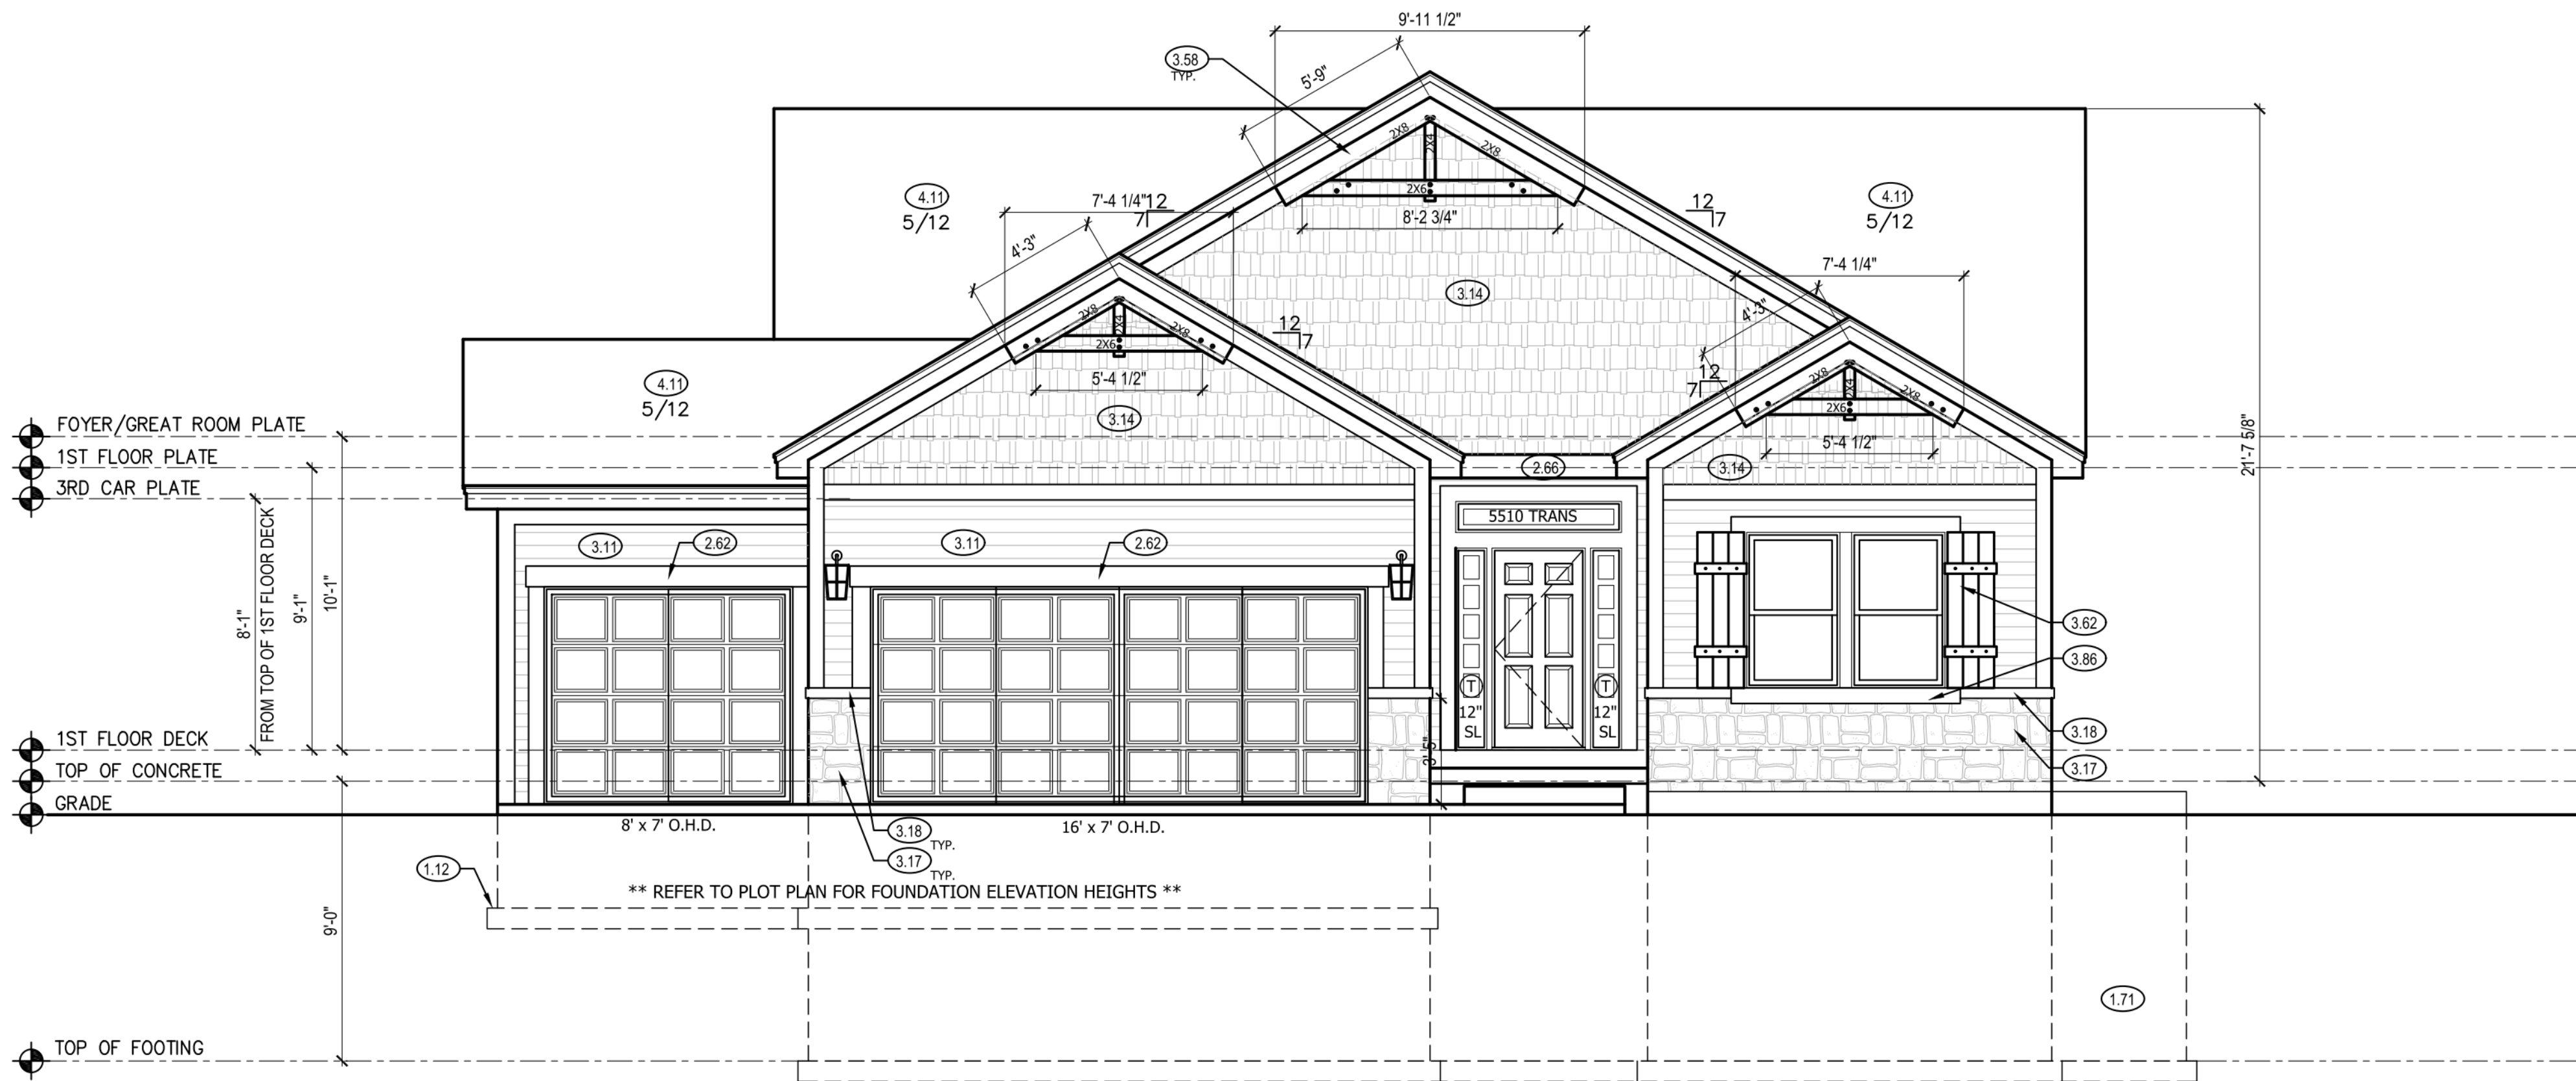 9'-11 1/2"
3.58
TYP.
5'-9"
2X8
2X4
2X8
2X6
8'-2 3/4"
4.11
5/12
7'-4 1/4"
12
7
12
7
4.11
5/12
4'-3"
3.14
7'-4 1/4"
4'-3"
2X8
2X4
2X8
2X6
12
7
5'-4 1/2"
3.14
12
7
2X8
2X4
2X8
2X6
5'-4 1/2"
3.14
4.11
5/12
FOYER/GREAT ROOM PLATE
1ST FLOOR PLATE
3RD CAR PLATE
2.66
21'-7 5/8"
8'-1"
FROM TOP OF 1ST FLOOR DECK
9'-1"
10'-1"
3.11
2.62
3.11
2.62
5510 TRANS
T
12"
SL
T
12"
SL
3.62
3.86
3.18
3.17
3'-5"
1ST FLOOR DECK
TOP OF CONCRETE
GRADE
8' x 7' O.H.D.
16' x 7' O.H.D.
3.18
TYP.
3.17
TYP.
1.12
** REFER TO PLOT PLAN FOR FOUNDATION ELEVATION HEIGHTS **
9'-0"
1.71
TOP OF FOOTING